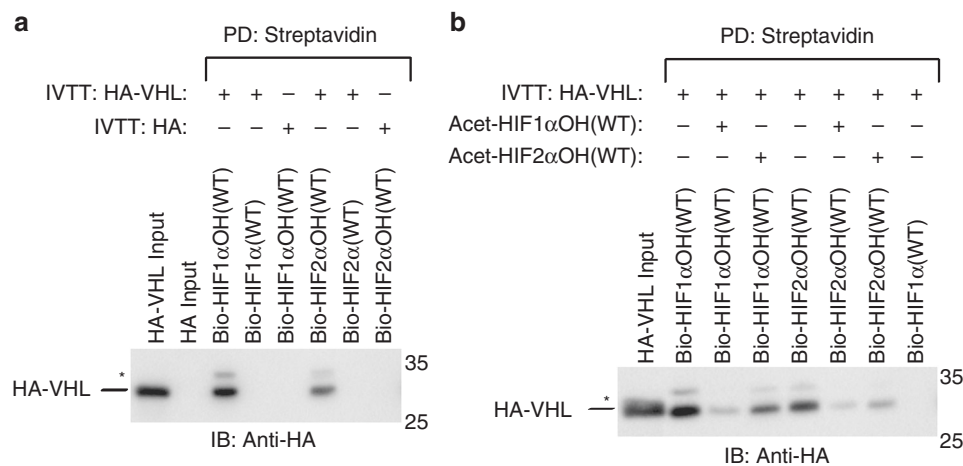 a
PD: Streptavidin
IVTT: HA-VHL: + + – + + –
IVTT: HA: – – + – – +
HA-VHL Input
HA Input
Bio-HIF1αOH(WT)
Bio-HIF1α(WT)
Bio-HIF1αOH(WT)
Bio-HIF2αOH(WT)
Bio-HIF2α(WT)
Bio-HIF2αOH(WT)
35
*
HA-VHL
25
IB: Anti-HA
b
PD: Streptavidin
IVTT: HA-VHL: + + + + + + +
Acet-HIF1αOH(WT): – + – – + – –
Acet-HIF2αOH(WT): – – + – – + –
HA-VHL Input
Bio-HIF1αOH(WT)
Bio-HIF1αOH(WT)
Bio-HIF1αOH(WT)
Bio-HIF2αOH(WT)
Bio-HIF2αOH(WT)
Bio-HIF2αOH(WT)
Bio-HIF1α(WT)
35
*
HA-VHL
25
IB: Anti-HA